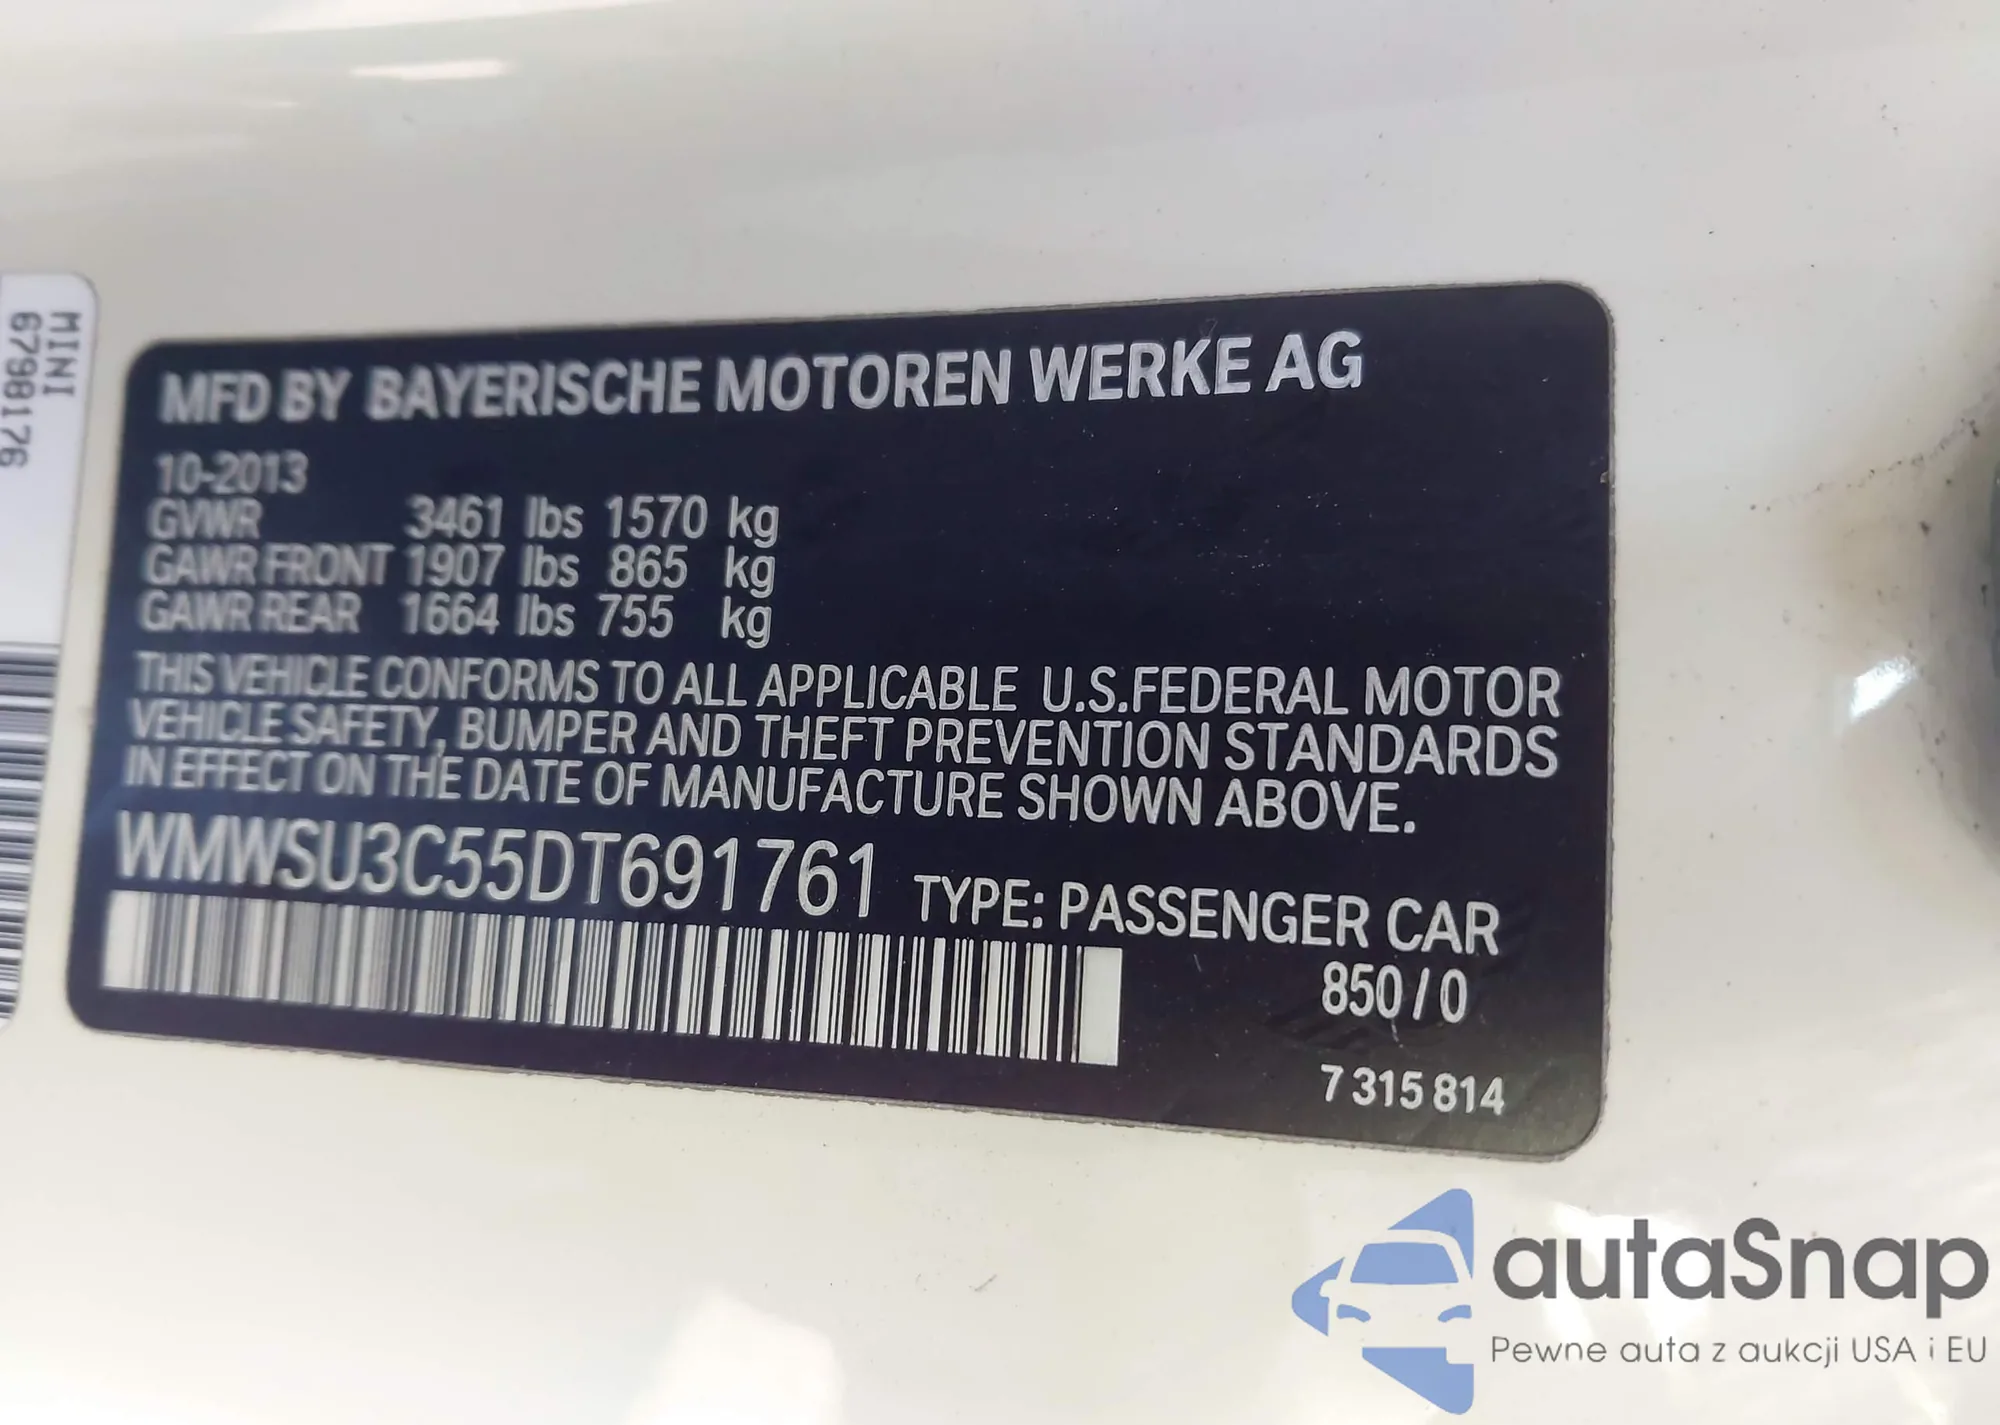 MINI
6798176
MFD BY BAYERISCHE MOTOREN WERKE AG
10-2013
GVWR 3461 lbs 1570 kg
GAWR FRONT 1907 lbs 865 kg
GAWR REAR 1664 lbs 755 kg
THIS VEHICLE CONFORMS TO ALL APPLICABLE U.S.FEDERAL MOTOR
VEHICLE SAFETY, BUMPER AND THEFT PREVENTION STANDARDS
IN EFFECT ON THE DATE OF MANUFACTURE SHOWN ABOVE.
WMWSU3C55DT691761 TYPE: PASSENGER CAR
850 / 0
7 315 814
autaSnap
Pewne auta z aukcji USA i EU